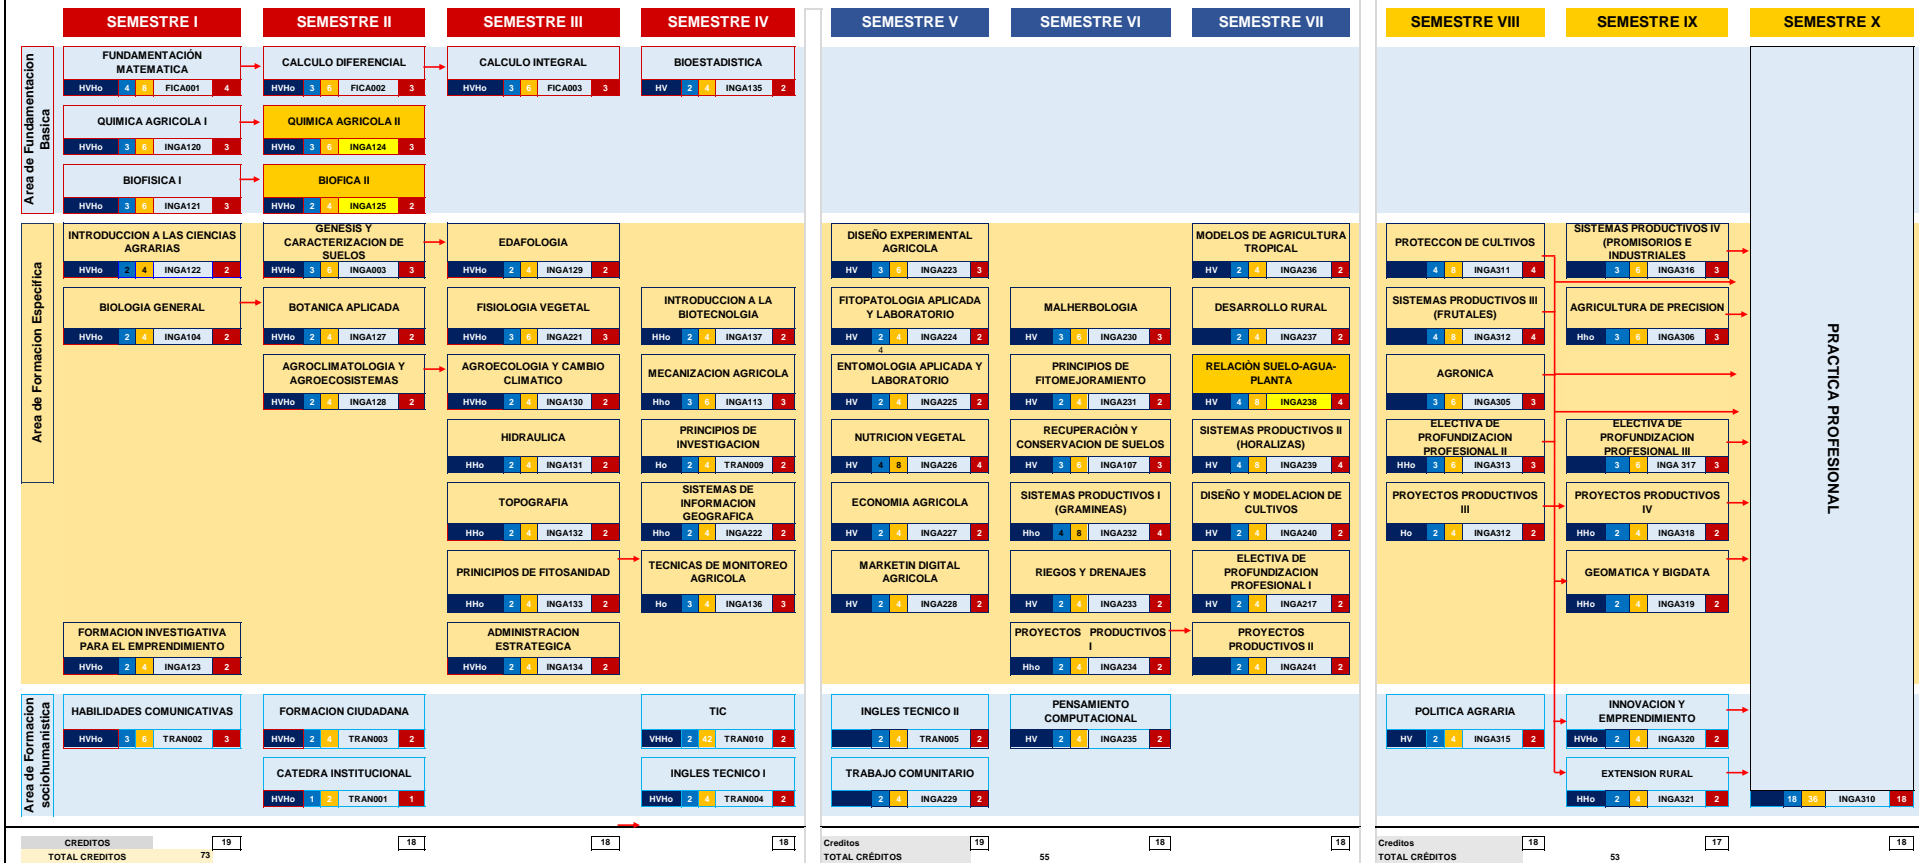 SEMESTRE I
SEMESTRE II
SEMESTRE III
SEMESTRE IV
SEMESTRE V
SEMESTRE VI
SEMESTRE VII
SEMESTRE VIII
SEMESTRE IX
SEMESTRE X
Area de Fundamentacion
Basica
FUNDAMENTACIÓN
MATEMATICA
HVHo 4 8 FICA001 4
CALCULO DIFERENCIAL
HVHo 3 6 FICA002 3
CALCULO INTEGRAL
HVHo 3 6 FICA003 3
BIOESTADISTICA
HV 2 4 INGA135 2
QUIMICA AGRICOLA I
HVHo 3 6 INGA120 3
QUIMICA AGRICOLA II
HVHo 3 6 INGA124 3
BIOFISICA I
HVHo 3 6 INGA121 3
BIOFICA II
HVHo 2 4 INGA125 2
Area de Formacion Especifica
INTRODUCCION A LAS CIENCIAS
AGRARIAS
HVHo 2 4 INGA122 2
GENESIS Y
CARACTERIZACION DE
SUELOS
HVHo 3 6 INGA003 3
EDAFOLOGIA
HVHo 2 4 INGA129 2
DISEÑO EXPERIMENTAL
AGRICOLA
HV 3 6 INGA223 3
MODELOS DE AGRICULTURA
TROPICAL
HV 2 4 INGA236 2
PROTECCON DE CULTIVOS
4 8 INGA311 4
SISTEMAS PRODUCTIVOS IV
(PROMISORIOS E
INDUSTRIALES
3 6 INGA316 3
BIOLOGIA GENERAL
HVHo 2 4 INGA104 2
BOTANICA APLICADA
HVHo 2 4 INGA127 2
FISIOLOGIA VEGETAL
HVHo 3 6 INGA221 3
INTRODUCCION A LA
BIOTECNOLGIA
HHo 2 4 INGA137 2
FITOPATOLOGIA APLICADA
Y LABORATORIO
HV 2 4 INGA224 2
4
MALHERBOLOGIA
HV 3 6 INGA230 3
DESARROLLO RURAL
2 4 INGA237 2
SISTEMAS PRODUCTIVOS III
(FRUTALES)
4 8 INGA312 4
AGRICULTURA DE PRECISION
Hho 3 6 INGA306 3
AGROCLIMATOLOGIA Y
AGROECOSISTEMAS
HVHo 2 4 INGA128 2
AGROECOLOGIA Y CAMBIO
CLIMATICO
HVHo 2 4 INGA130 2
MECANIZACION AGRICOLA
Hho 3 6 INGA113 3
ENTOMOLOGIA APLICADA Y
LABORATORIO
HV 2 4 INGA225 2
PRINCIPIOS DE
FITOMEJORAMIENTO
HV 2 4 INGA231 2
RELACIÒN SUELO-AGUA-
PLANTA
HV 4 8 INGA238 4
AGRONICA
3 6 INGA305 3
HIDRAULICA
HHo 2 4 INGA131 2
PRINCIPIOS DE
INVESTIGACION
Ho 2 4 TRAN009 2
NUTRICION VEGETAL
HV 4 8 INGA226 4
RECUPERACIÒN Y
CONSERVACION DE SUELOS
HV 3 6 INGA107 3
SISTEMAS PRODUCTIVOS II
(HORALIZAS)
HV 4 8 INGA239 4
ELECTIVA DE
PROFUNDIZACION
PROFESIONAL II
HHo 3 6 INGA313 3
ELECTIVA DE
PROFUNDIZACION
PROFESIONAL III
3 6 INGA 317 3
TOPOGRAFIA
HHo 2 4 INGA132 2
SISTEMAS DE
INFORMACION
GEOGRAFICA
Hho 2 4 INGA222 2
ECONOMIA AGRICOLA
HV 2 4 INGA227 2
SISTEMAS PRODUCTIVOS I
(GRAMINEAS)
Hho 4 8 INGA232 4
DISEÑO Y MODELACION DE
CULTIVOS
HV 2 4 INGA240 2
PROYECTOS PRODUCTIVOS
III
Ho 2 4 INGA312 2
PROYECTOS PRODUCTIVOS
IV
HHo 2 4 INGA318 2
PRINICIPIOS DE FITOSANIDAD
HHo 2 4 INGA133 2
TECNICAS DE MONITOREO
AGRICOLA
Ho 3 4 INGA136 3
MARKETIN DIGITAL
AGRICOLA
HV 2 4 INGA228 2
RIEGOS Y DRENAJES
HV 2 4 INGA233 2
ELECTIVA DE
PROFUNDIZACION
PROFESIONAL I
HV 2 4 INGA217 2
GEOMATICA Y BIGDATA
HHo 2 4 INGA319 2
FORMACION INVESTIGATIVA
PARA EL EMPRENDIMIENTO
HVHo 2 4 INGA123 2
ADMINISTRACION
ESTRATEGICA
HVHo 2 4 INGA134 2
PROYECTOS PRODUCTIVOS
I
Hho 2 4 INGA234 2
PROYECTOS
PRODUCTIVOS II
2 4 INGA241 2
PRACTICA PROFESIONAL
Area de Formacion
sociohumanistica
HABILIDADES COMUNICATIVAS
HVHo 3 6 TRAN002 3
FORMACION CIUDADANA
HVHo 2 4 TRAN003 2
TIC
VHHo 2 42 TRAN010 2
INGLES TECNICO II
2 4 TRAN005 2
PENSAMIENTO
COMPUTACIONAL
HV 2 4 INGA235 2
POLITICA AGRARIA
HV 2 4 INGA315 2
INNOVACION Y
EMPRENDIMIENTO
HVHo 2 4 INGA320 2
CATEDRA INSTITUCIONAL
HVHo 1 2 TRAN001 1
INGLES TECNICO I
HVHo 2 4 TRAN004 2
TRABAJO COMUNITARIO
2 4 INGA229 2
EXTENSION RURAL
HHo 2 4 INGA321 2
18 36 INGA310 18
CREDITOS 19 18 18 18
Creditos 19 18 18
Creditos 18 17 18
TOTAL CREDITOS 73
TOTAL CRÉDITOS 55
TOTAL CRÉDITOS 53